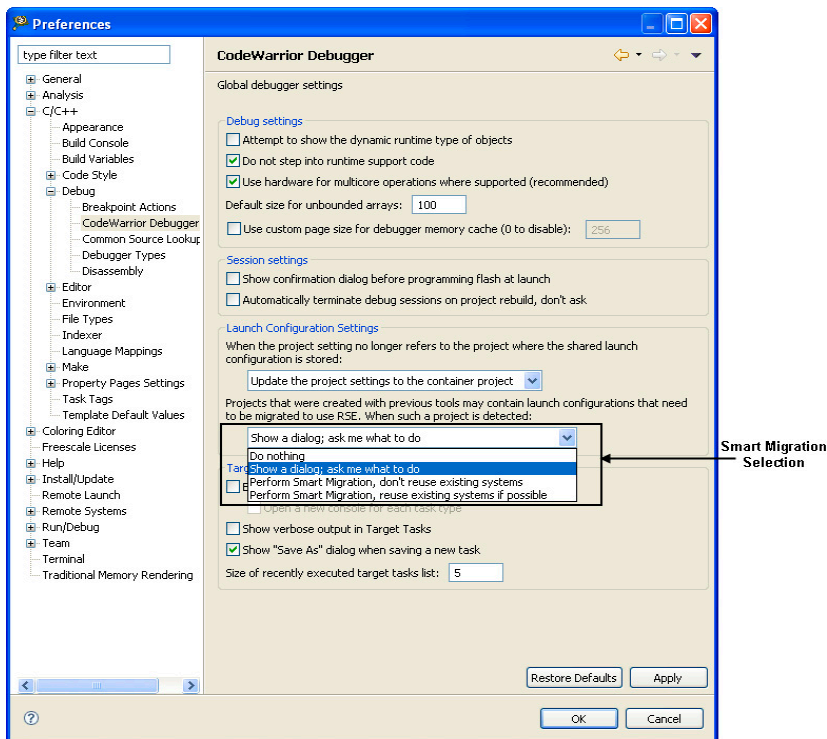 Preferences
type filter text
General
Analysis
C/C++
Appearance
Build Console
Build Variables
Code Style
Debug
Breakpoint Actions
CodeWarrior Debugger
Common Source Lookup
Debugger Types
Disassembly
Editor
Environment
File Types
Indexer
Language Mappings
Make
Property Pages Settings
Task Tags
Template Default Values
Coloring Editor
Freescale Licenses
Help
Install/Update
Remote Launch
Remote Systems
Run/Debug
Team
Terminal
Traditional Memory Rendering
CodeWarrior Debugger
Global debugger settings
Debug settings
Attempt to show the dynamic runtime type of objects
Do not step into runtime support code
Use hardware for multicore operations where supported (recommended)
Default size for unbounded arrays: 100
Use custom page size for debugger memory cache (0 to disable): 256
Session settings
Show confirmation dialog before programming flash at launch
Automatically terminate debug sessions on project rebuild, don't ask
Launch Configuration Settings
When the project setting no longer refers to the project where the shared launch
configuration is stored:
Update the project settings to the container project
Projects that were created with previous tools may contain launch configurations that need
to be migrated to use RSE. When such a project is detected:
Show a dialog; ask me what to do
Do nothing
Show a dialog; ask me what to do
Perform Smart Migration, don't reuse existing systems
Perform Smart Migration, reuse existing systems if possible
Open a new console for each task type
Show verbose output in Target Tasks
Show "Save As" dialog when saving a new task
Size of recently executed target tasks list: 5
Restore Defaults
Apply
OK
Cancel
Smart Migration
Selection